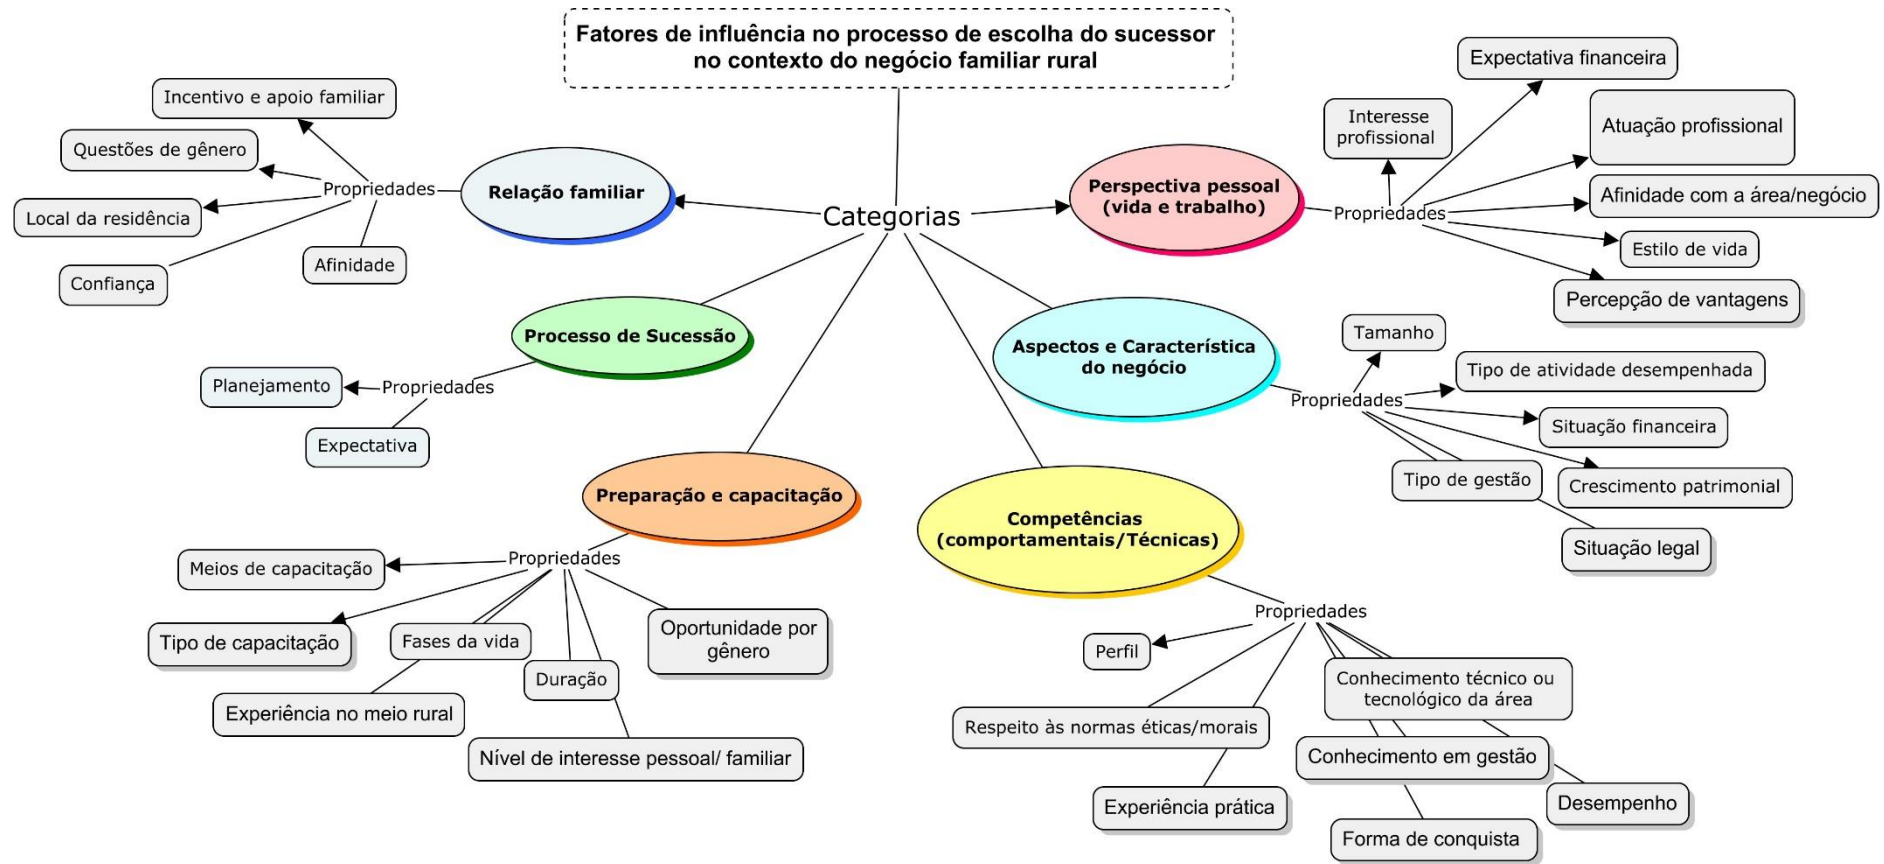 Fatores de influência no processo de escolha do sucessor
no contexto do negócio familiar rural
Categorias
Relação familiar
Propriedades
Incentivo e apoio familiar
Questões de gênero
Local da residência
Confiança
Afinidade
Processo de Sucessão
Propriedades
Planejamento
Expectativa
Preparação e capacitação
Propriedades
Meios de capacitação
Tipo de capacitação
Fases da vida
Experiência no meio rural
Duração
Oportunidade por
gênero
Nível de interesse pessoal/ familiar
Perspectiva pessoal
(vida e trabalho)
Propriedades
Interesse
profissional
Expectativa financeira
Atuação profissional
Afinidade com a área/negócio
Estilo de vida
Percepção de vantagens
Aspectos e Característica
do negócio
Propriedades
Tamanho
Tipo de atividade desempenhada
Situação financeira
Crescimento patrimonial
Tipo de gestão
Situação legal
Competências
(comportamentais/Técnicas)
Propriedades
Perfil
Respeito às normas éticas/morais
Experiência prática
Conhecimento técnico ou
tecnológico da área
Conhecimento em gestão
Desempenho
Forma de conquista